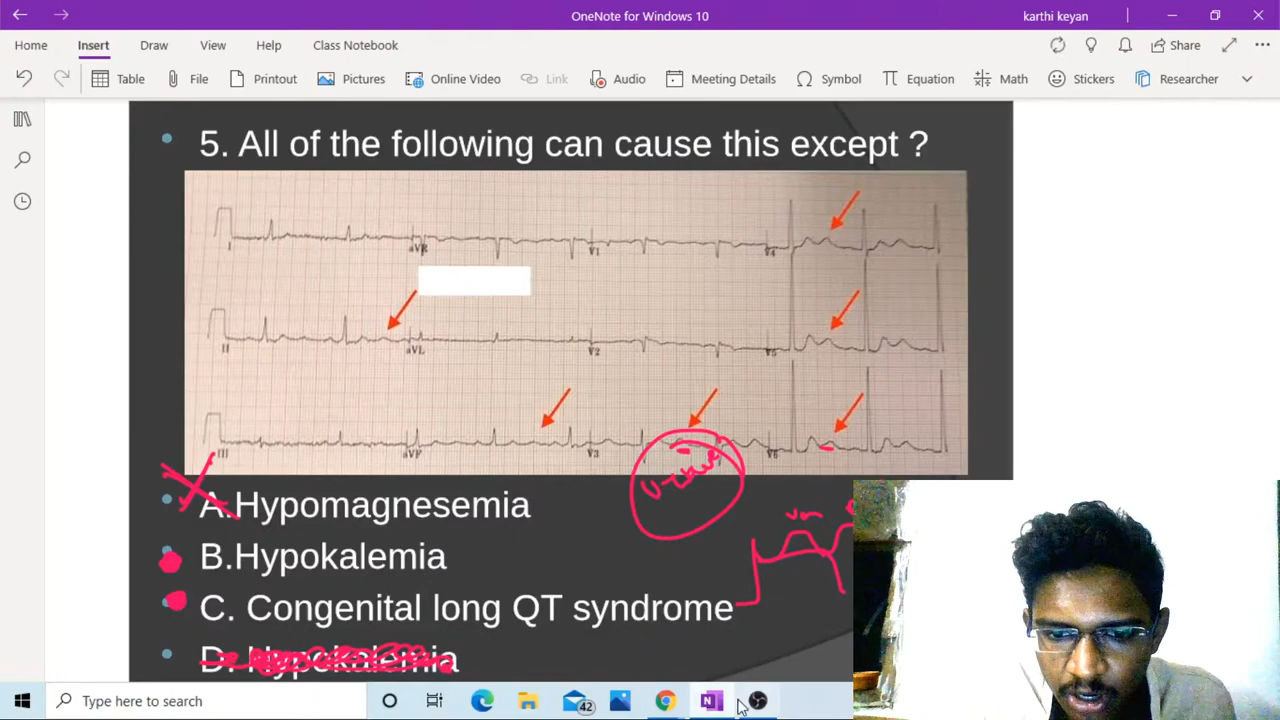 OneNote for Windows 10
karthi keyan
Home Insert Draw View Help Class Notebook
Share
Table File Printout Pictures Online Video Link Audio Meeting Details Symbol Equation Math Stickers Researcher
5. All of the following can cause this except ?
I aVR V1 V4
II aVL V2 V5
III aVF V3 V6
U-wave
A.Hypomagnesemia
B.Hypokalemia
C. Congenital long QT syndrome
D. Hypokalemia
Type here to search
42